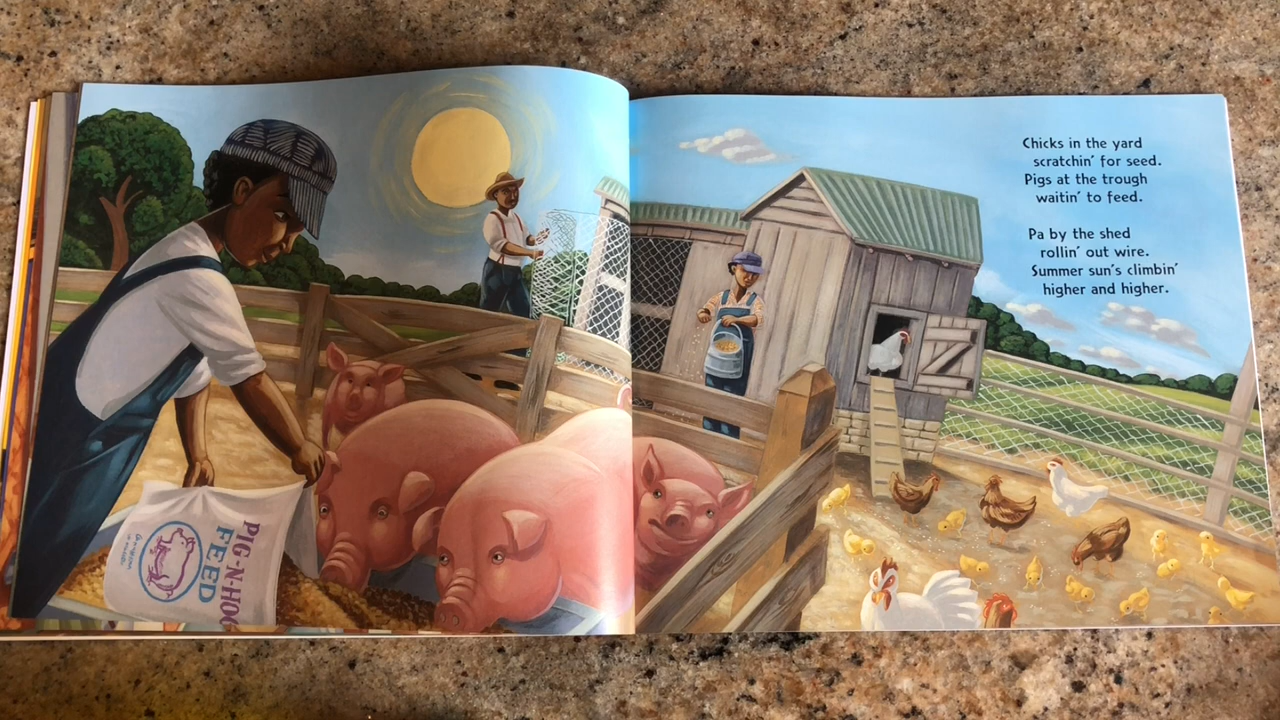 PIG-N-HOG
FEED
Chicks in the yard
scratchin' for seed.
Pigs at the trough
waitin' to feed.
Pa by the shed
rollin' out wire.
Summer sun's climbin'
higher and higher.